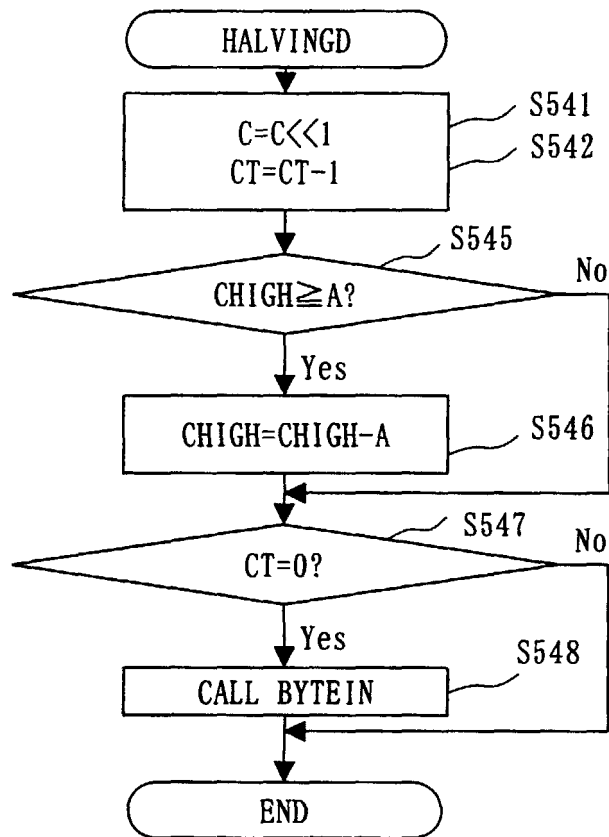 HALVINGD
C=C<<1
S541
CT=CT-1
S542
S545
CHIGH≧A?
No
Yes
CHIGH=CHIGH-A
S546
S547
CT=0?
No
Yes
S548
CALL BYTEIN
END